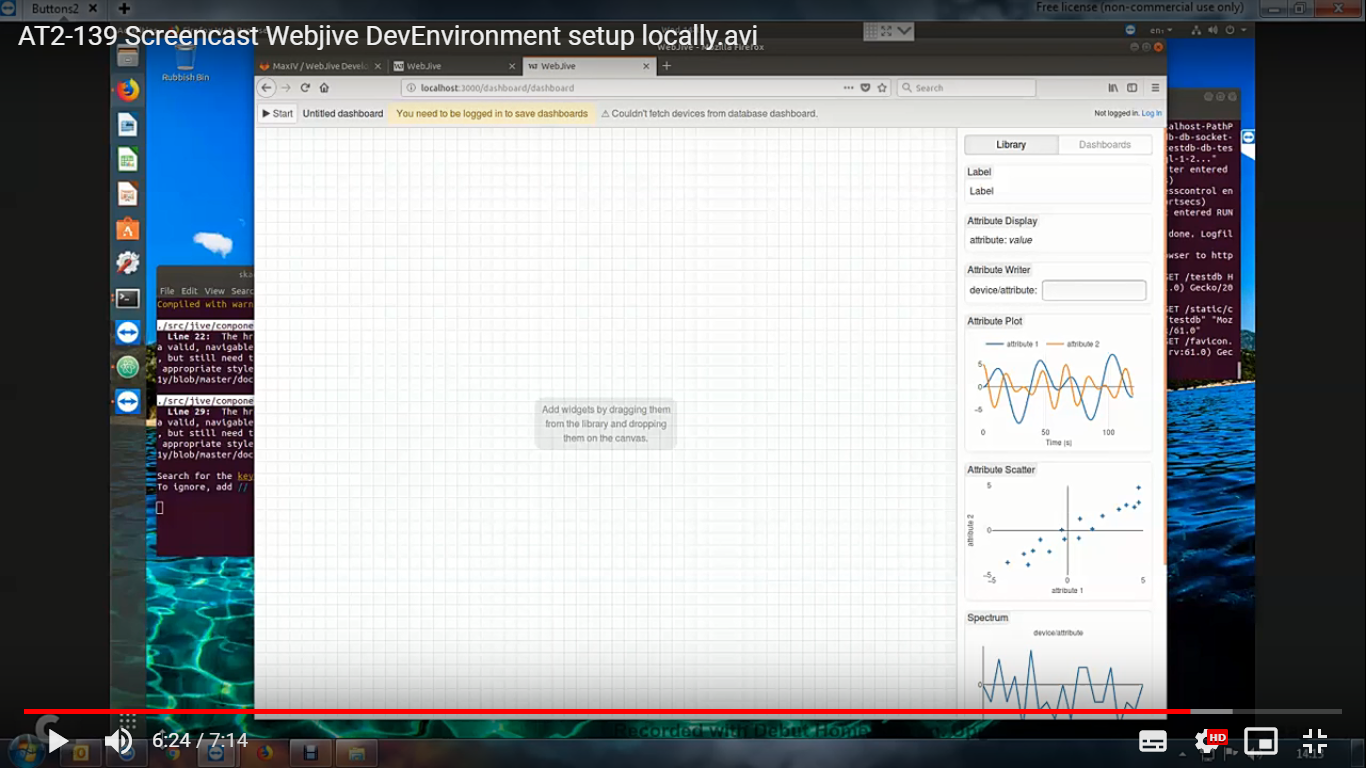 Buttons2
Free license (non-commercial use only)
AT2-139 Screencast Webjive DevEnvironment setup locally.avi
WebJive - Mozilla Firefox
en
MaxIV / WebJive Develo
WebJive
WebJive
Rubbish Bin
localhost:3000/dashboard/dashboard
Search
Start
Untitled dashboard
You need to be logged in to save dashboards
Couldn't fetch devices from database dashboard.
Not logged in. Log In
Library
Dashboards
Label
Label
Attribute Display
attribute: value
Attribute Writer
device/attribute:
Attribute Plot
attribute 1
attribute 2
5
0
-5
0
50
100
Time (s)
Attribute Scatter
5
0
-5
-5
0
5
attribute 2
attribute 1
Spectrum
device/attribute
0
Add widgets by dragging them
from the library and dropping
them on the canvas.
File Edit View Searc
Compiled with warn
./src/jive/compone
Line 22: The hr
a valid, navigable
, but still need t
appropriate style
1y/blob/master/doc
./src/jive/compone
Line 29: The hr
a valid, navigable
, but still need t
appropriate style
1y/blob/master/doc
Search for the key
To ignore, add //
alhost-PathP
b-db-socket-
estdb-db-tes
gl-1-2..."
ter entered
)
esscontrol en
ortsecs)
entered RUN
done. Logfil
owser to http
GET /testdb H
.0) Gecko/20
GET /static/c
testdb" "Moz
/61.0"
GET /favicon.
rv:61.0) Gec
Recorded with Debut Home
6:24 / 7:14
HD
14:15